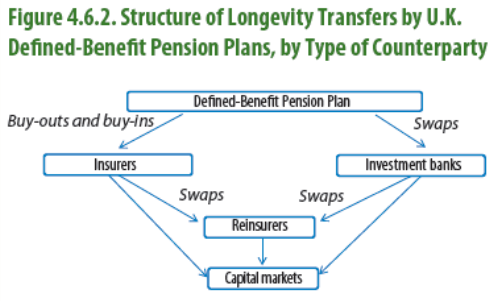 Figure 4.6.2. Structure of Longevity Transfers by U.K.
Defined-Benefit Pension Plans, by Type of Counterparty
Defined-Benefit Pension Plan
Buy-outs and buy-ins
Swaps
Insurers
Investment banks
Swaps
Swaps
Reinsurers
Capital markets